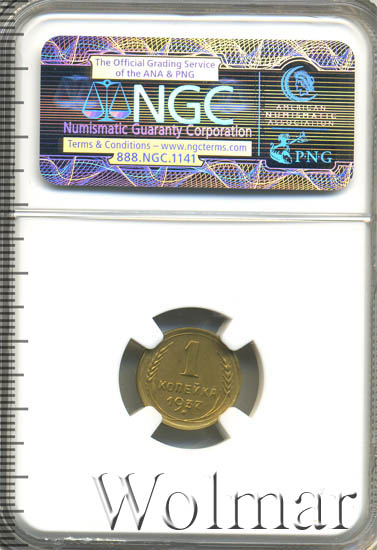 The Official Grading Service
of the ANA & PNG
NGC
Numismatic Guaranty Corporation
Terms & Conditions – www.ngcterms.com
888.NGC.1141
AMERICAN
NUMISMATIC
ASSOCIATION
PNG
1
КОПЕЙКА
1937
Wolmar